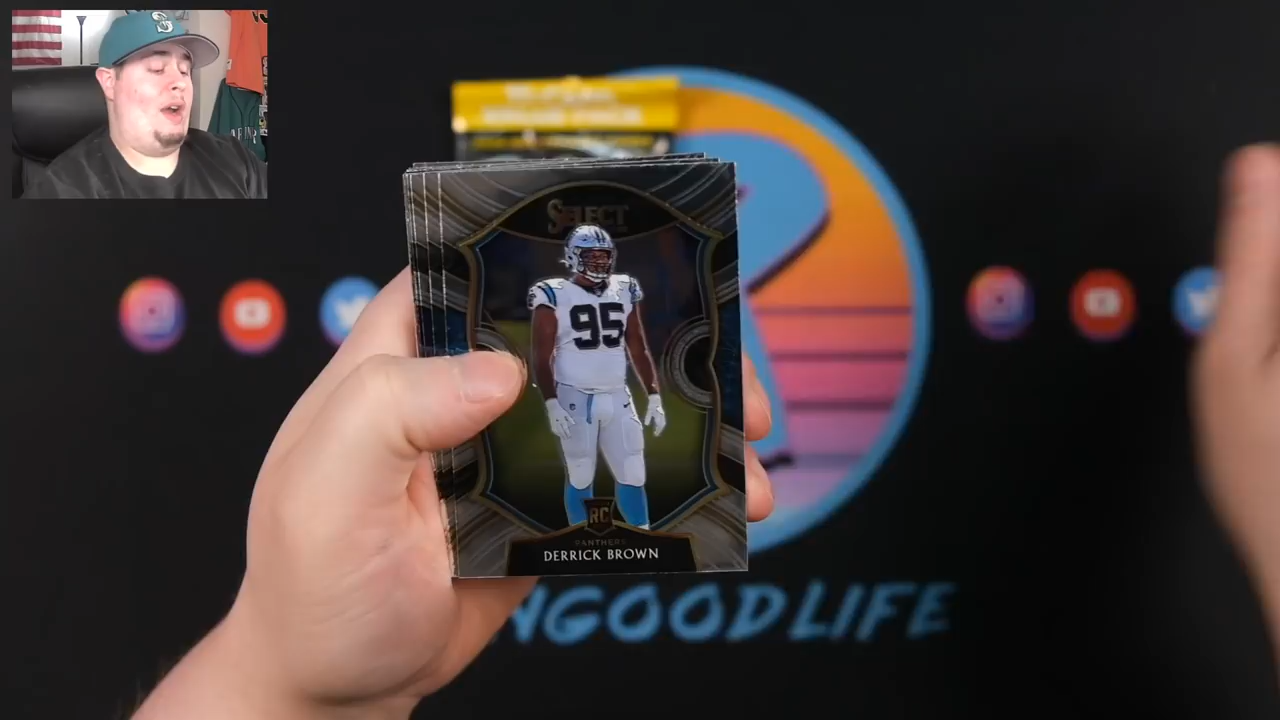 S
SELECT
95
RC
PANTHERS
DERRICK BROWN
NGOODLIFE